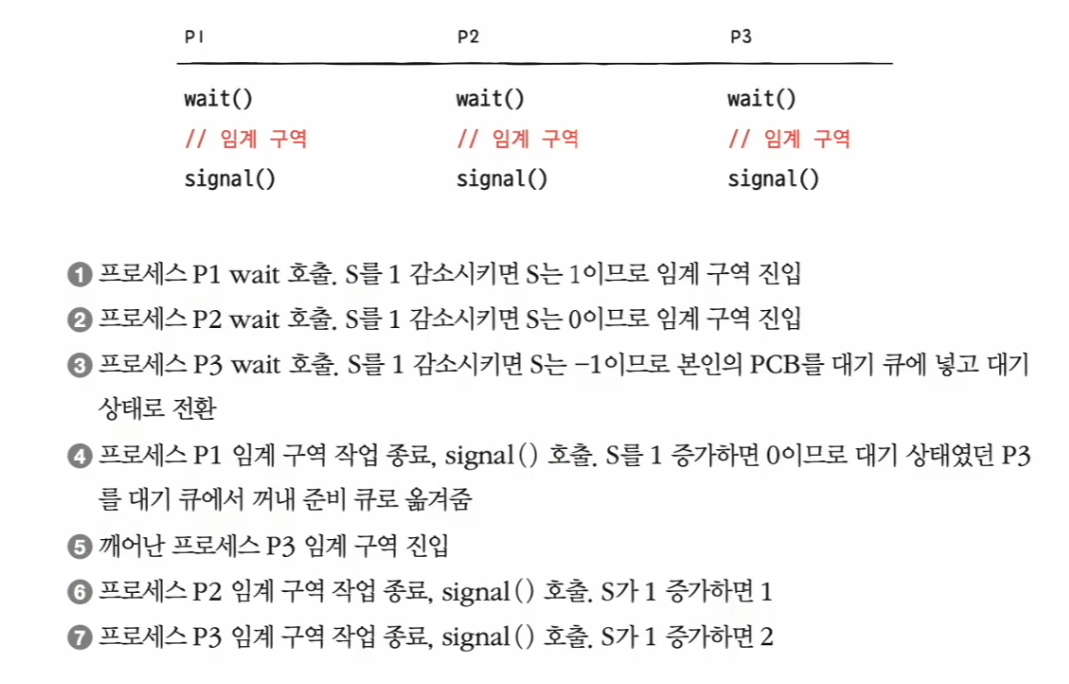 P1 P2 P3
wait() wait() wait()
// 임계 구역 // 임계 구역 // 임계 구역
signal() signal() signal()
❶ 프로세스 P1 wait 호출. S를 1 감소시키면 S는 1이므로 임계 구역 진입
❷ 프로세스 P2 wait 호출. S를 1 감소시키면 S는 0이므로 임계 구역 진입
❸ 프로세스 P3 wait 호출. S를 1 감소시키면 S는 -1이므로 본인의 PCB를 대기 큐에 넣고 대기
상태로 전환
❹ 프로세스 P1 임계 구역 작업 종료, signal() 호출. S를 1 증가하면 0이므로 대기 상태였던 P3
를 대기 큐에서 꺼내 준비 큐로 옮겨줌
❺ 깨어난 프로세스 P3 임계 구역 진입
❻ 프로세스 P2 임계 구역 작업 종료, signal() 호출. S가 1 증가하면 1
❼ 프로세스 P3 임계 구역 작업 종료, signal() 호출. S가 1 증가하면 2